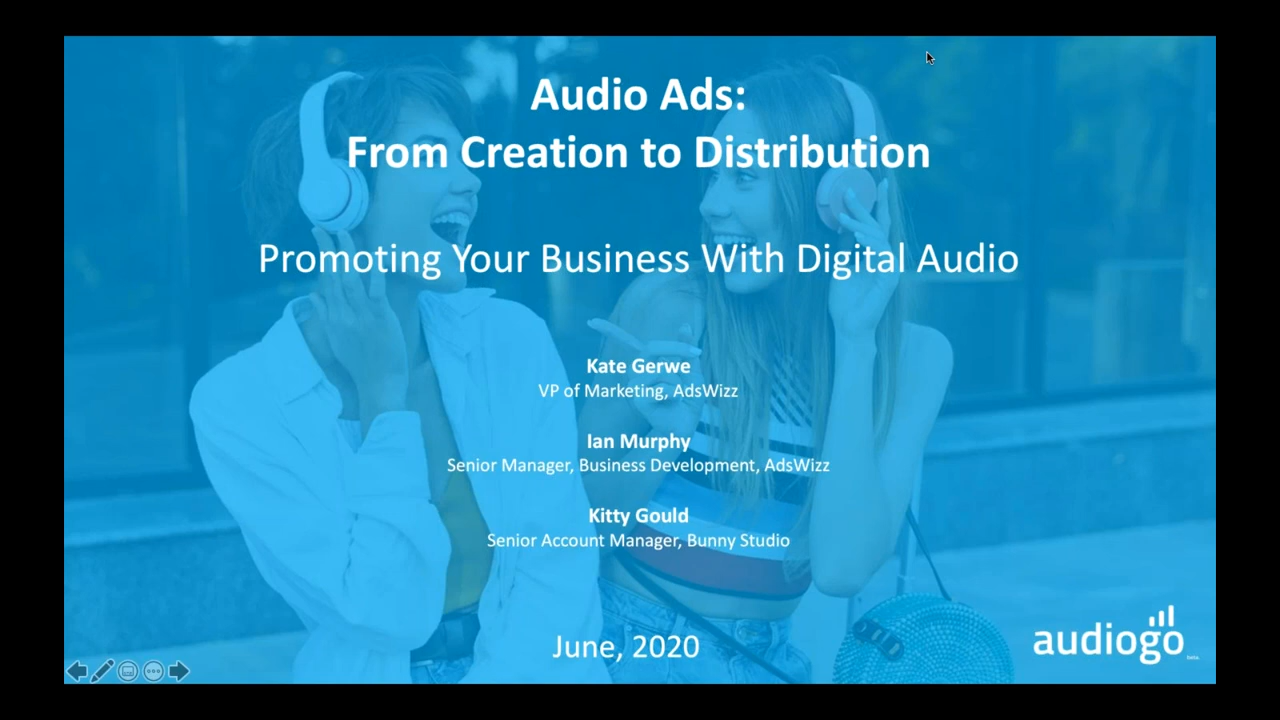 Audio Ads:
From Creation to Distribution
Promoting Your Business With Digital Audio
Kate Gerwe
VP of Marketing, AdsWizz
Ian Murphy
Senior Manager, Business Development, AdsWizz
Kitty Gould
Senior Account Manager, Bunny Studio
June, 2020
audiogo
beta